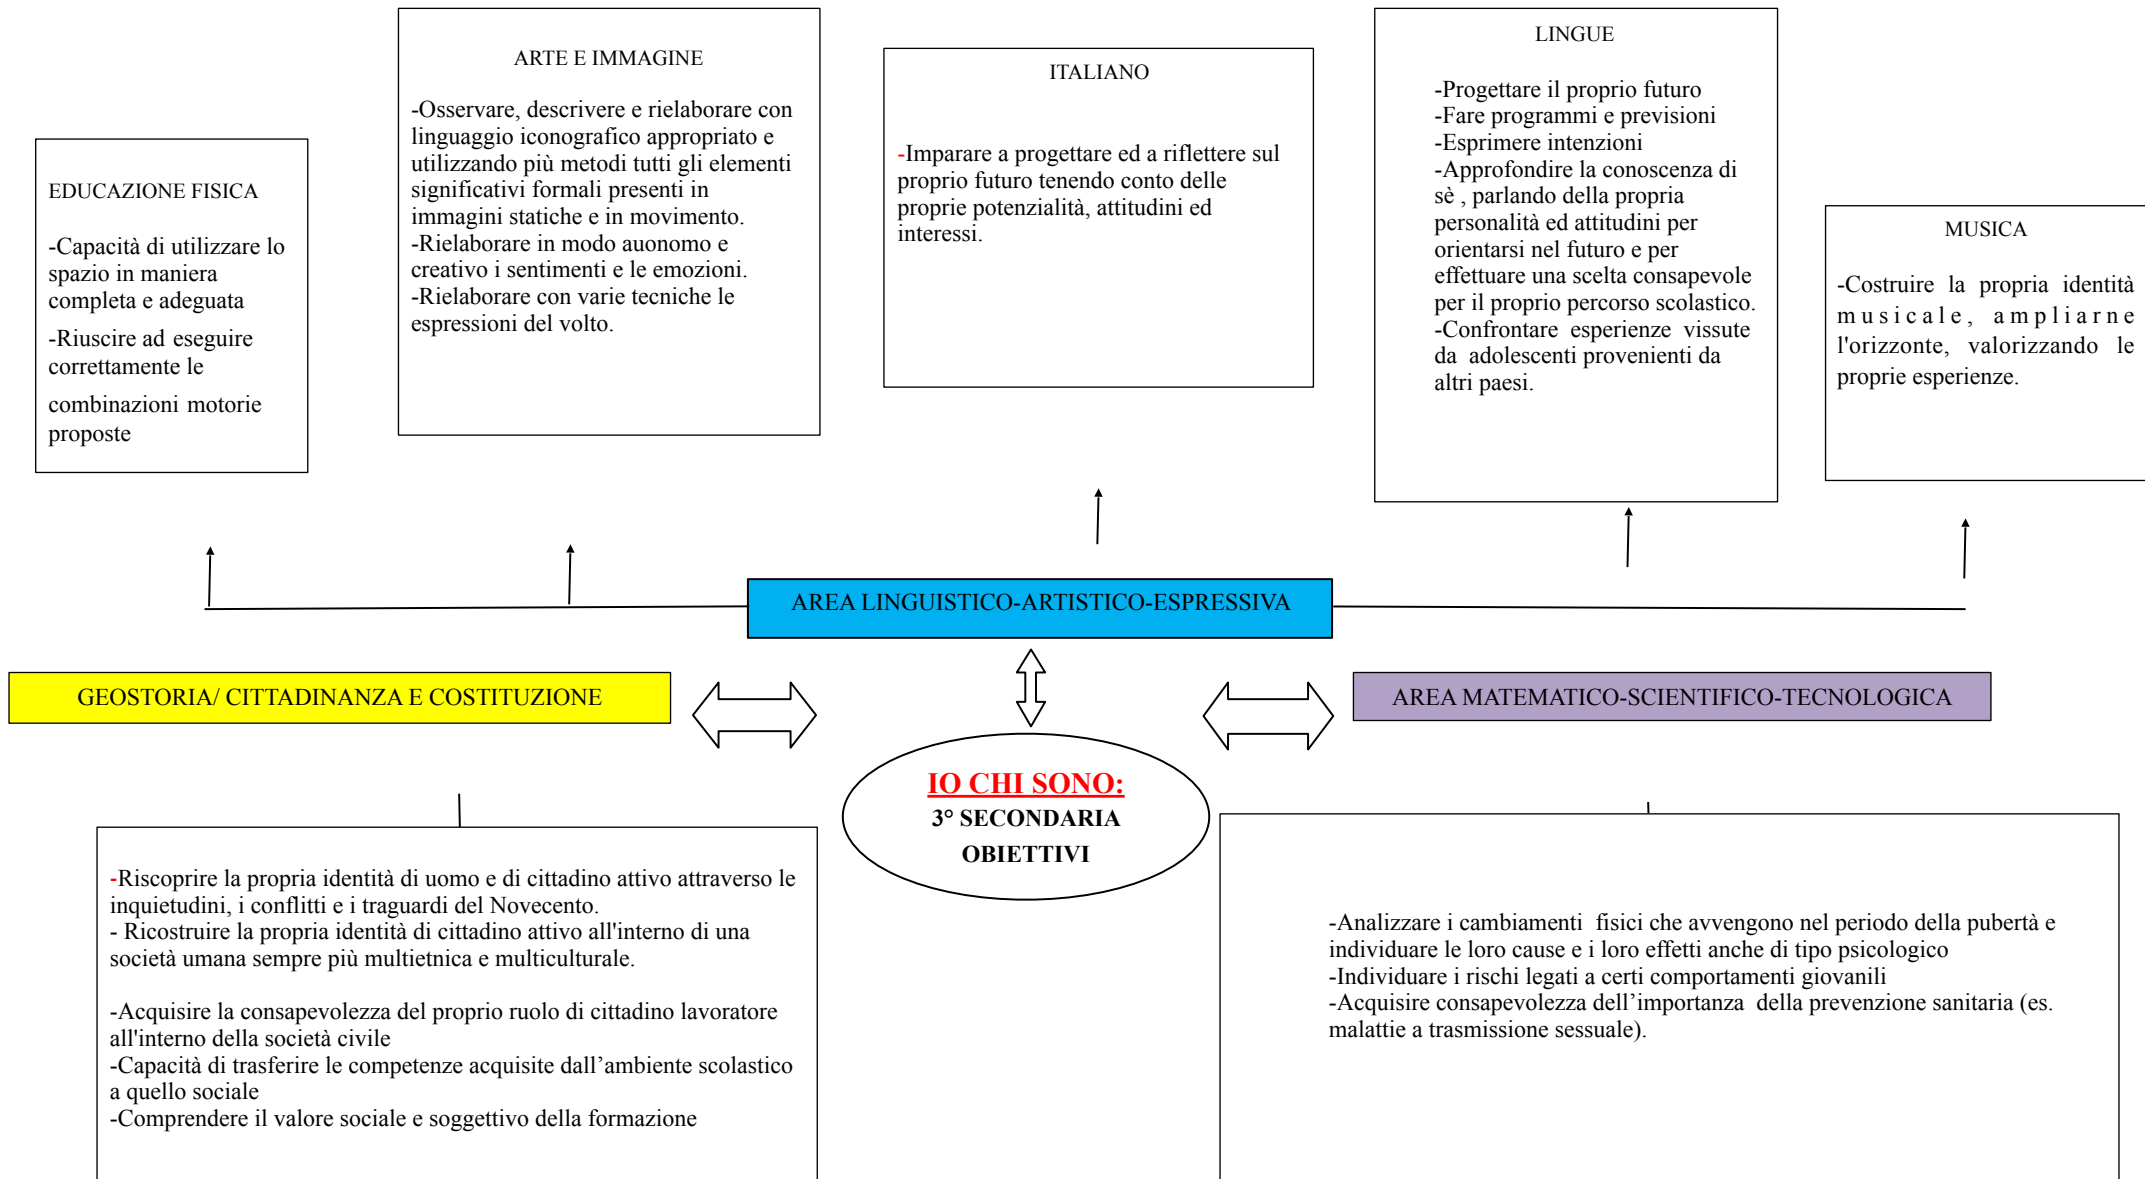 EDUCAZIONE FISICA
-Capacità di utilizzare lo
spazio in maniera
completa e adeguata
-Riuscire ad eseguire
correttamente le
combinazioni motorie
proposte
ARTE E IMMAGINE
-Osservare, descrivere e rielaborare con
linguaggio iconografico appropriato e
utilizzando più metodi tutti gli elementi
significativi formali presenti in
immagini statiche e in movimento.
-Rielaborare in modo auonomo e
creativo i sentimenti e le emozioni.
-Rielaborare con varie tecniche le
espressioni del volto.
ITALIANO
-Imparare a progettare ed a riflettere sul
proprio futuro tenendo conto delle
proprie potenzialità, attitudini ed
interessi.
LINGUE
-Progettare il proprio futuro
-Fare programmi e previsioni
-Esprimere intenzioni
-Approfondire la conoscenza di
sè , parlando della propria
personalità ed attitudini per
orientarsi nel futuro e per
effettuare una scelta consapevole
per il proprio percorso scolastico.
-Confrontare esperienze vissute
da adolescenti provenienti da
altri paesi.
MUSICA
-Costruire la propria identità
musicale, ampliarne
l'orizzonte, valorizzando le
proprie esperienze.
AREA LINGUISTICO-ARTISTICO-ESPRESSIVA
GEOSTORIA/ CITTADINANZA E COSTITUZIONE
AREA MATEMATICO-SCIENTIFICO-TECNOLOGICA
IO CHI SONO:
3° SECONDARIA
OBIETTIVI
-Riscoprire la propria identità di uomo e di cittadino attivo attraverso le
inquietudini, i conflitti e i traguardi del Novecento.
- Ricostruire la propria identità di cittadino attivo all'interno di una
società umana sempre più multietnica e multiculturale.
-Acquisire la consapevolezza del proprio ruolo di cittadino lavoratore
all'interno della società civile
-Capacità di trasferire le competenze acquisite dall’ambiente scolastico
a quello sociale
-Comprendere il valore sociale e soggettivo della formazione
-Analizzare i cambiamenti fisici che avvengono nel periodo della pubertà e
individuare le loro cause e i loro effetti anche di tipo psicologico
-Individuare i rischi legati a certi comportamenti giovanili
-Acquisire consapevolezza dell’importanza della prevenzione sanitaria (es.
malattie a trasmissione sessuale).